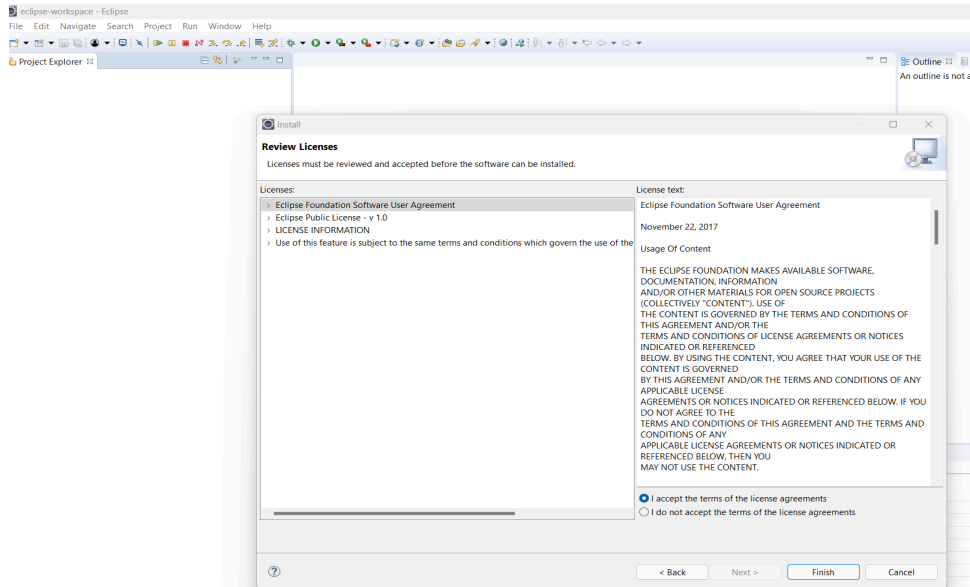 eclipse-workspace - Eclipse
File Edit Navigate Search Project Run Window Help
Project Explorer
Outline
An outline is not a
Install
Review Licenses
Licenses must be reviewed and accepted before the software can be installed.
Licenses:
Eclipse Foundation Software User Agreement
Eclipse Public License - v 1.0
LICENSE INFORMATION
Use of this feature is subject to the same terms and conditions which govern the use of the
License text:
Eclipse Foundation Software User Agreement
November 22, 2017
Usage Of Content
THE ECLIPSE FOUNDATION MAKES AVAILABLE SOFTWARE,
DOCUMENTATION, INFORMATION
AND/OR OTHER MATERIALS FOR OPEN SOURCE PROJECTS
(COLLECTIVELY "CONTENT"). USE OF
THE CONTENT IS GOVERNED BY THE TERMS AND CONDITIONS OF
THIS AGREEMENT AND/OR THE
TERMS AND CONDITIONS OF LICENSE AGREEMENTS OR NOTICES
INDICATED OR REFERENCED
BELOW. BY USING THE CONTENT, YOU AGREE THAT YOUR USE OF THE
CONTENT IS GOVERNED
BY THIS AGREEMENT AND/OR THE TERMS AND CONDITIONS OF ANY
APPLICABLE LICENSE
AGREEMENTS OR NOTICES INDICATED OR REFERENCED BELOW. IF YOU
DO NOT AGREE TO THE
TERMS AND CONDITIONS OF THIS AGREEMENT AND THE TERMS AND
CONDITIONS OF ANY
APPLICABLE LICENSE AGREEMENTS OR NOTICES INDICATED OR
REFERENCED BELOW, THEN YOU
MAY NOT USE THE CONTENT.
I accept the terms of the license agreements
I do not accept the terms of the license agreements
< Back Next > Finish Cancel